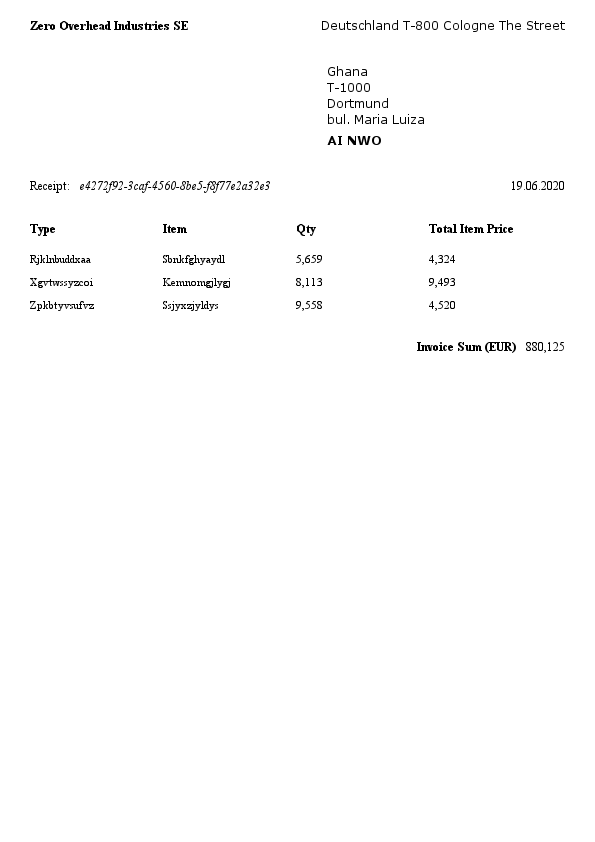 Zero Overhead Industries SE Deutschland T-800 Cologne The Street
Ghana
T-1000
Dortmund
bul. Maria Luiza
AI NWO
Receipt: e4272f92-3caf-4560-8be5-f8f77e2a32e3 19.06.2020
Type Item Qty Total Item Price
Rjklnbuddxaa Sbnkfghyaydl 5,659 4,324
Xgvtwssyzcoi Kemnomgjlygj 8,113 9,493
Zpkbtyvsufvz Ssjyxzjyldys 9,558 4,520
Invoice Sum (EUR) 880,125